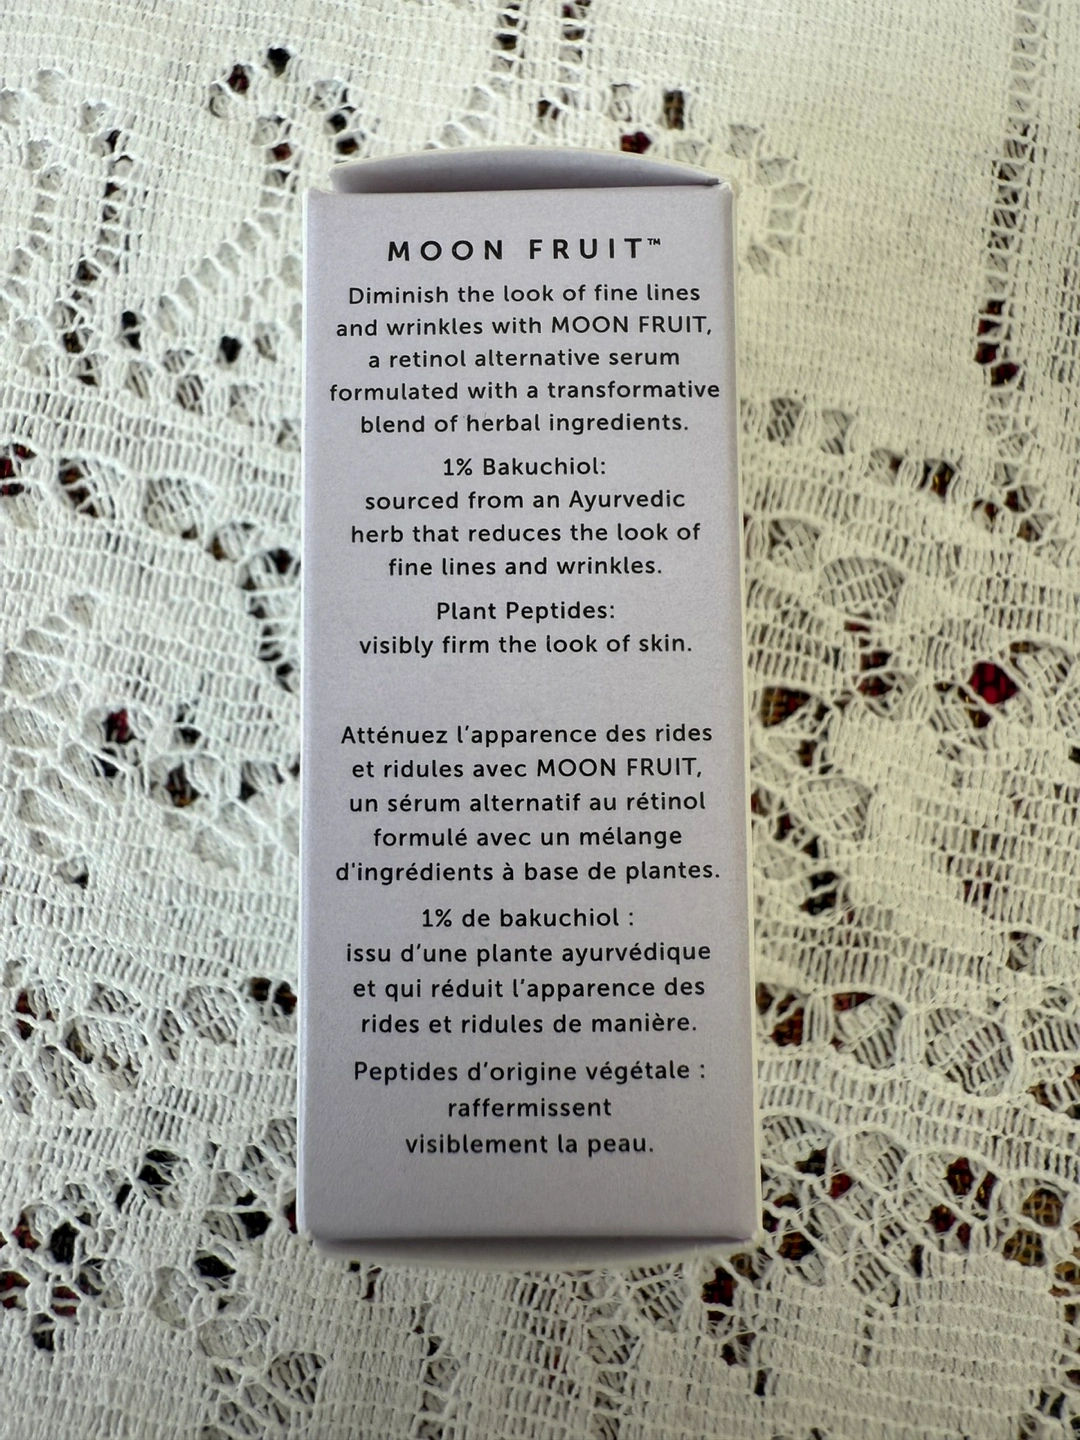 MOON FRUIT™
Diminish the look of fine lines
and wrinkles with MOON FRUIT,
a retinol alternative serum
formulated with a transformative
blend of herbal ingredients.
1% Bakuchiol:
sourced from an Ayurvedic
herb that reduces the look of
fine lines and wrinkles.
Plant Peptides:
visibly firm the look of skin.
Atténuez l’apparence des rides
et ridules avec MOON FRUIT,
un sérum alternatif au rétinol
formulé avec un mélange
d'ingrédients à base de plantes.
1% de bakuchiol :
issu d’une plante ayurvédique
et qui réduit l’apparence des
rides et ridules de manière.
Peptides d’origine végétale :
raffermissent
visiblement la peau.